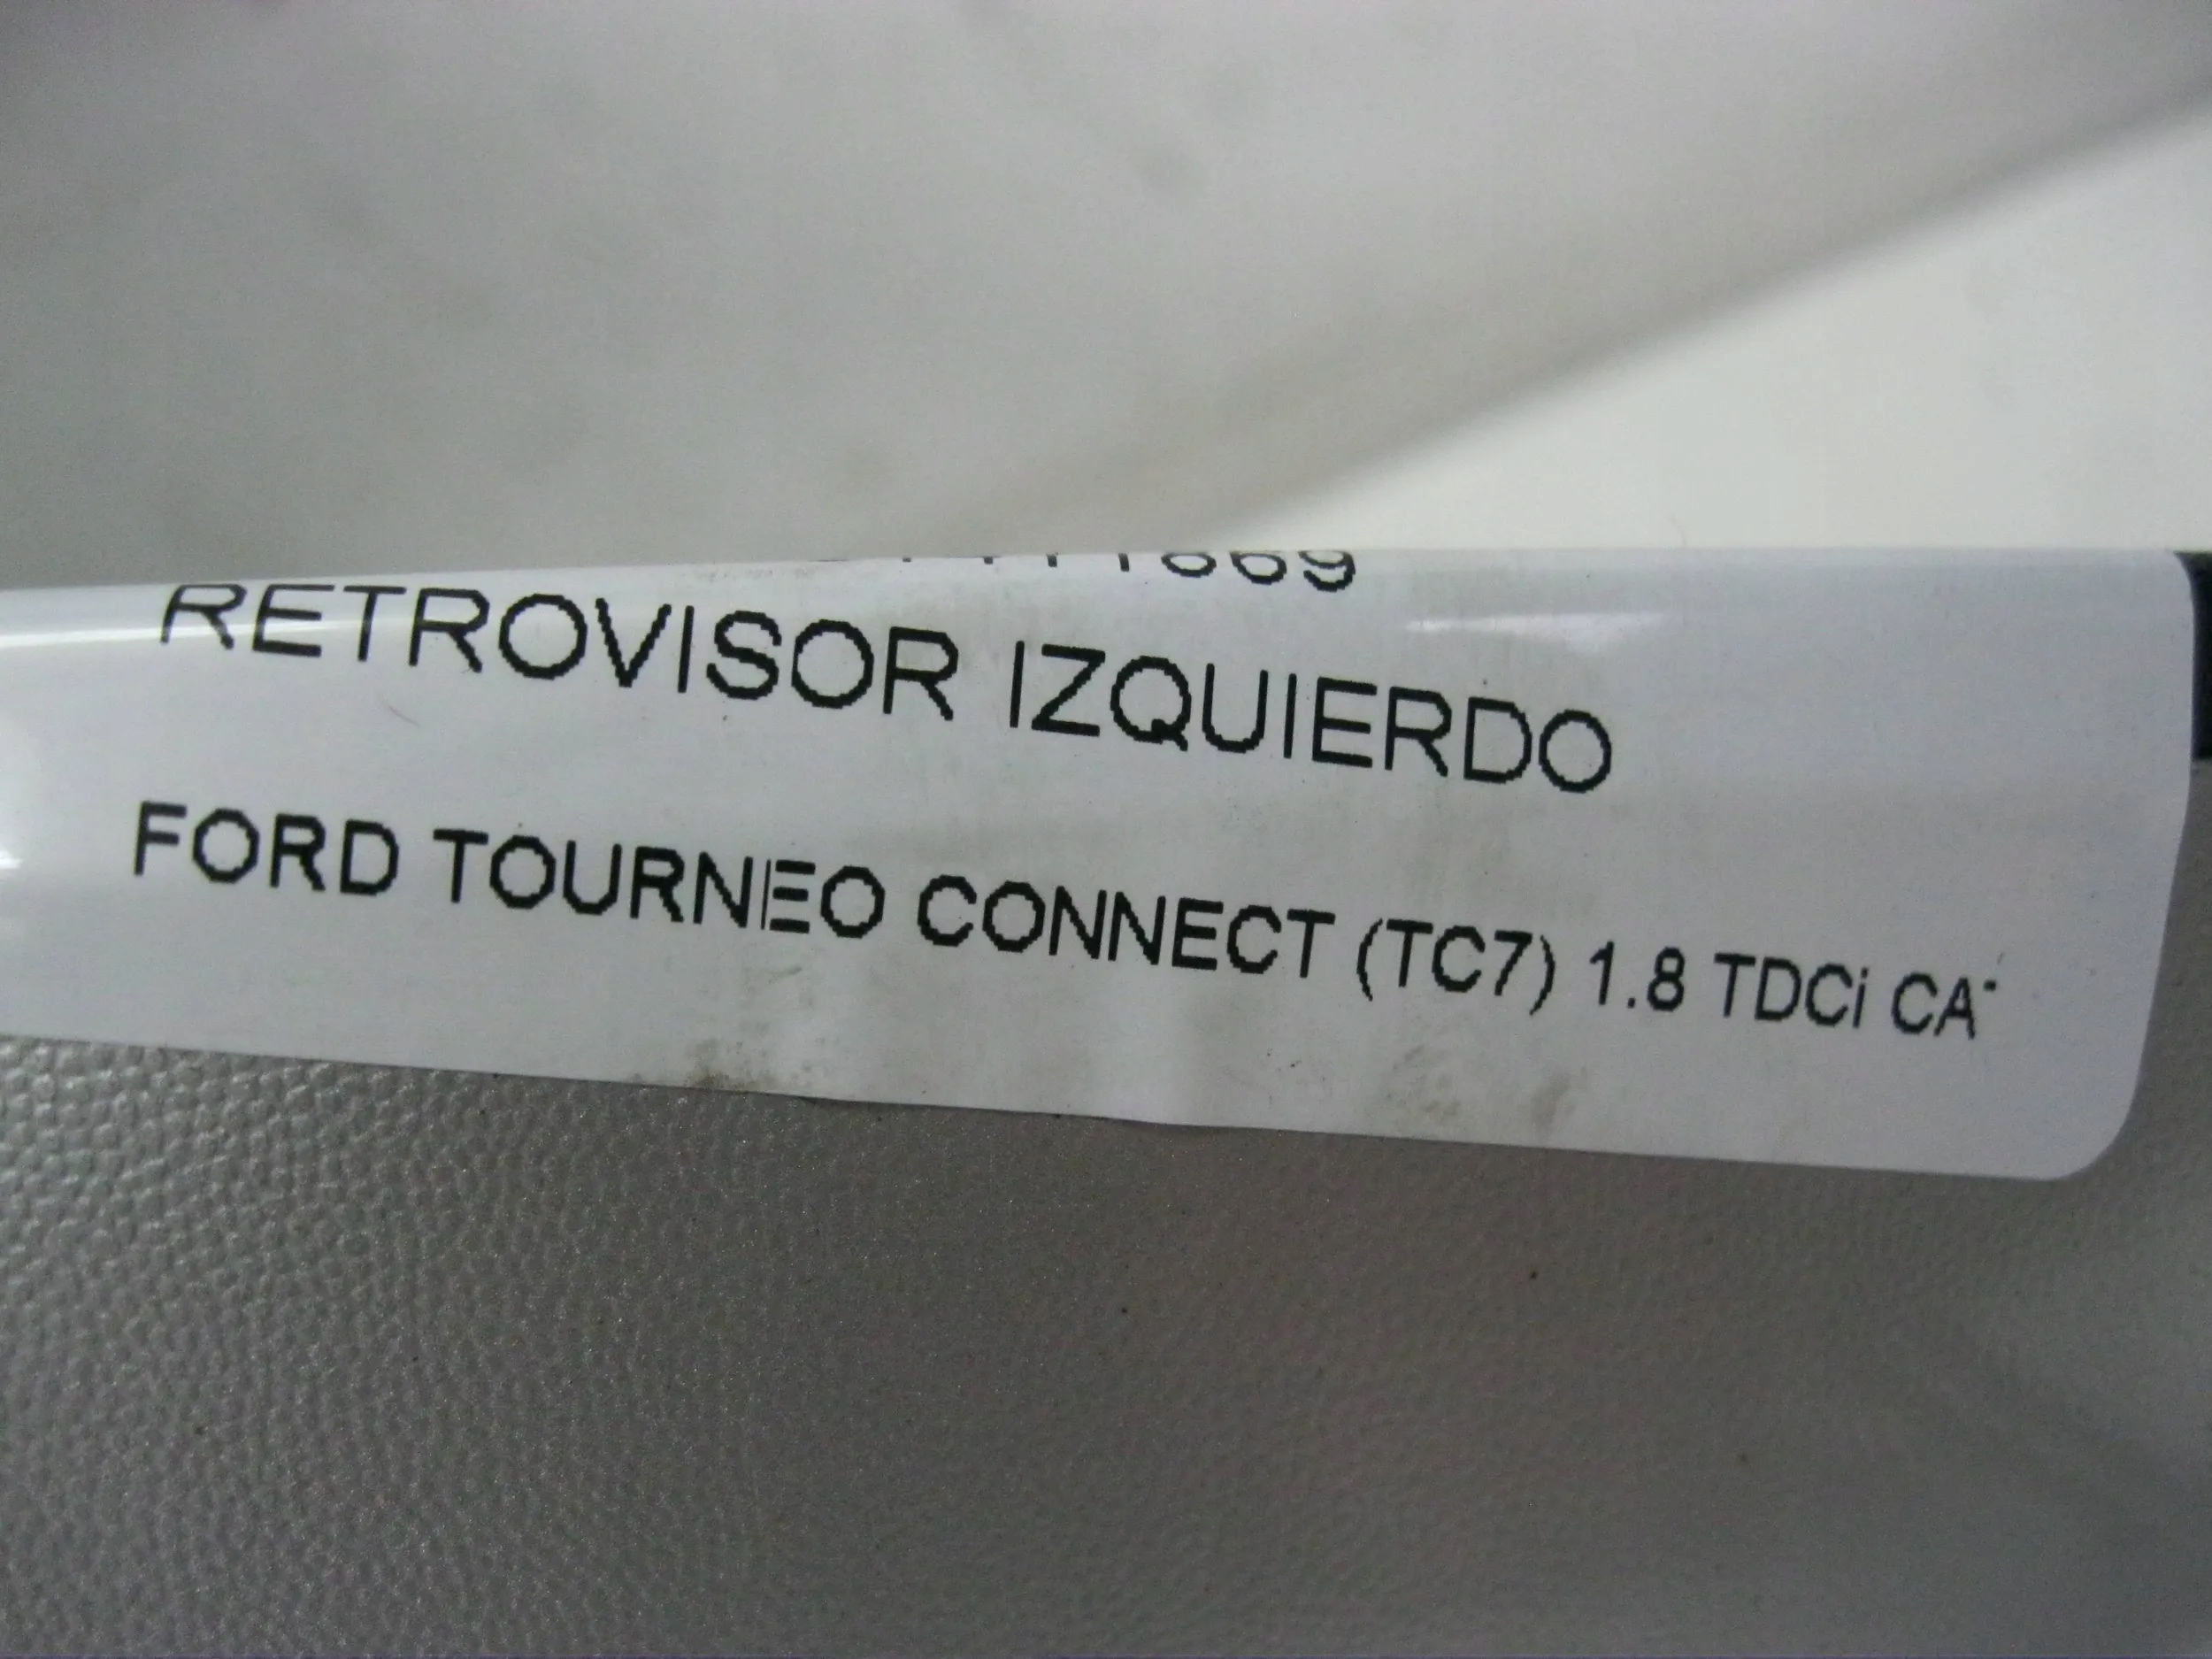 RETROVISOR IZQUIERDO
FORD TOURNEO CONNECT (TC7) 1.8 TDCi